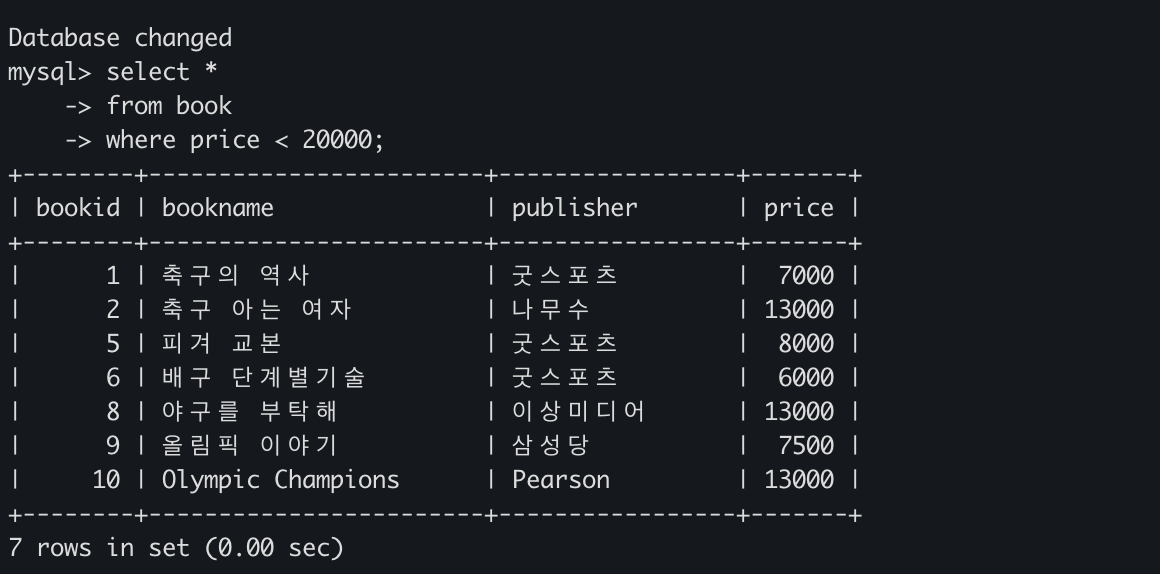 Database changed
mysql> select *
    -> from book
    -> where price < 20000;
+--------+------------------------+-----------------+-------+
| bookid | bookname               | publisher       | price |
+--------+------------------------+-----------------+-------+
|      1 | 축구의 역사             | 굿스포츠         |  7000 |
|      2 | 축구 아는 여자          | 나무수           | 13000 |
|      5 | 피겨 교본               | 굿스포츠         |  8000 |
|      6 | 배구 단계별기술         | 굿스포츠         |  6000 |
|      8 | 야구를 부탁해           | 이상미디어       | 13000 |
|      9 | 올림픽 이야기           | 삼성당           |  7500 |
|     10 | Olympic Champions      | Pearson         | 13000 |
+--------+------------------------+-----------------+-------+
7 rows in set (0.00 sec)